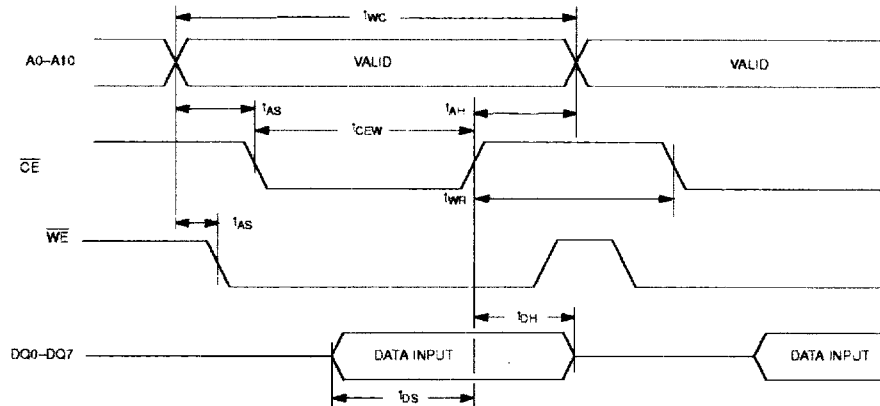 tWC
A0–A10 VALID VALID
tAS tAH
tCEW
CE
tWR
tAS
WE
tDH
DQ0–DQ7 DATA INPUT DATA INPUT
tDS